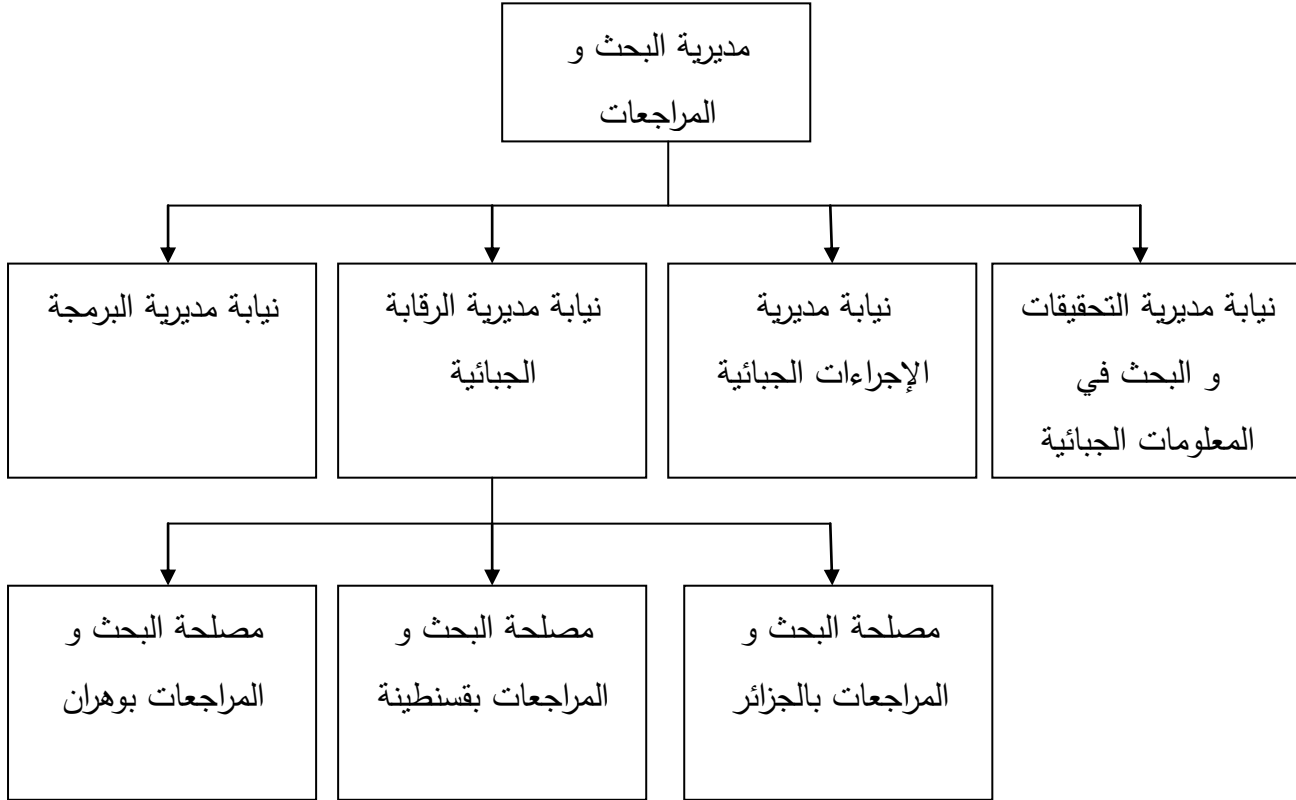 مديرية البحث و
المراجعات
نيابة مديرية التحقيقات
و البحث في
المعلومات الجبائية
نيابة مديرية
الإجراءات الجبائية
نيابة مديرية الرقابة
الجبائية
نيابة مديرية البرمجة
مصلحة البحث و
المراجعات بالجزائر
مصلحة البحث و
المراجعات بقسنطينة
مصلحة البحث و
المراجعات بوهران